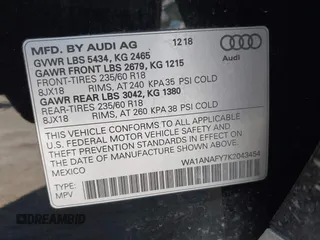 MFD. BY AUDI AG 12 18
GVWR LBS 5434, KG 2465
GAWR FRONT LBS 2679, KG 1215
FRONT-TIRES 235/60 R18
8JX18 RIMS, AT 240 KPA 35 PSI COLD
GAWR REAR LBS 3042, KG 1380
REAR-TIRES 235/60 R18
8JX18 RIMS, AT 260 KPA 38 PSI COLD
Audi
THIS VEHICLE CONFORMS TO ALL APPLICABLE
U.S. FEDERAL MOTOR VEHICLE SAFETY AND
THEFT PREVENTION STANDARDS IN EFFECT ON
THE DATE OF MANUFACTURE SHOWN ABOVE
MEXICO WA1ANAFY7K2043454
TYPE: MPV
DREAMBID